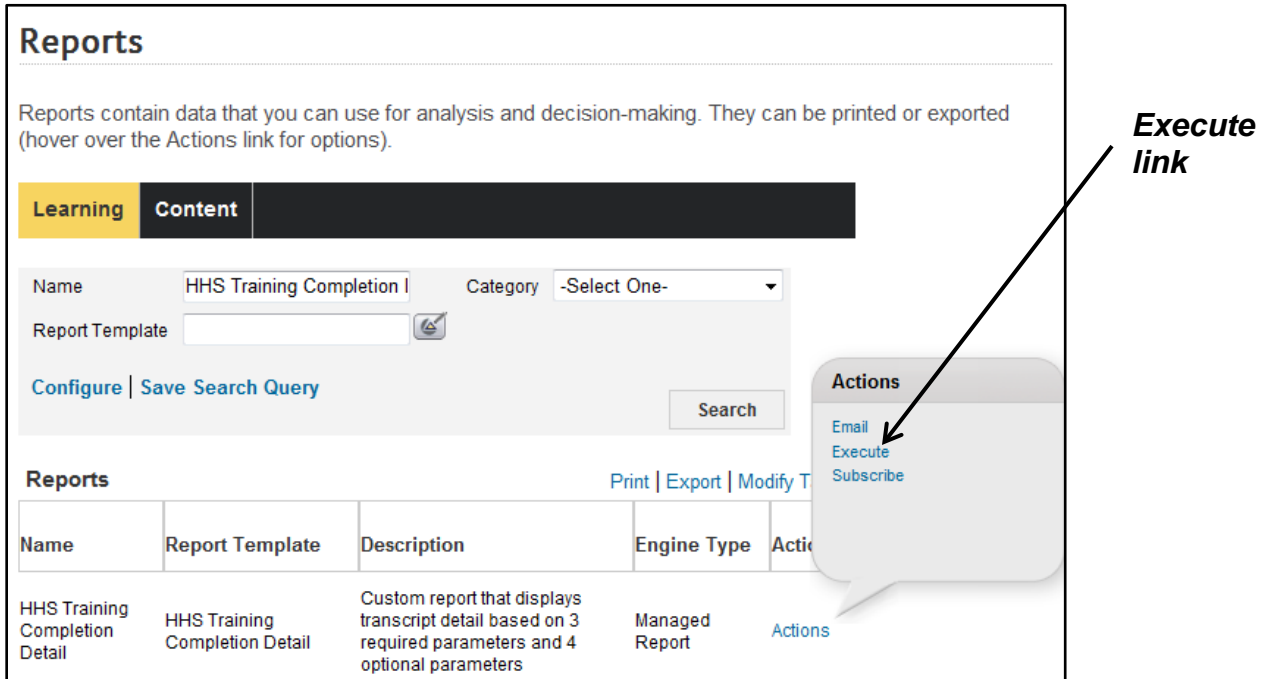 Reports
Reports contain data that you can use for analysis and decision-making. They can be printed or exported
(hover over the Actions link for options).
Execute
link
Learning Content
Name HHS Training Completion Category -Select One-
Report Template
Configure | Save Search Query
Search
Actions
Email
Execute
Subscribe
Reports Print | Export | Modify T
Name Report Template Description Engine Type Actio
HHS Training
Completion
Detail
HHS Training
Completion Detail
Custom report that displays
transcript detail based on 3
required parameters and 4
optional parameters
Managed
Report
Actions